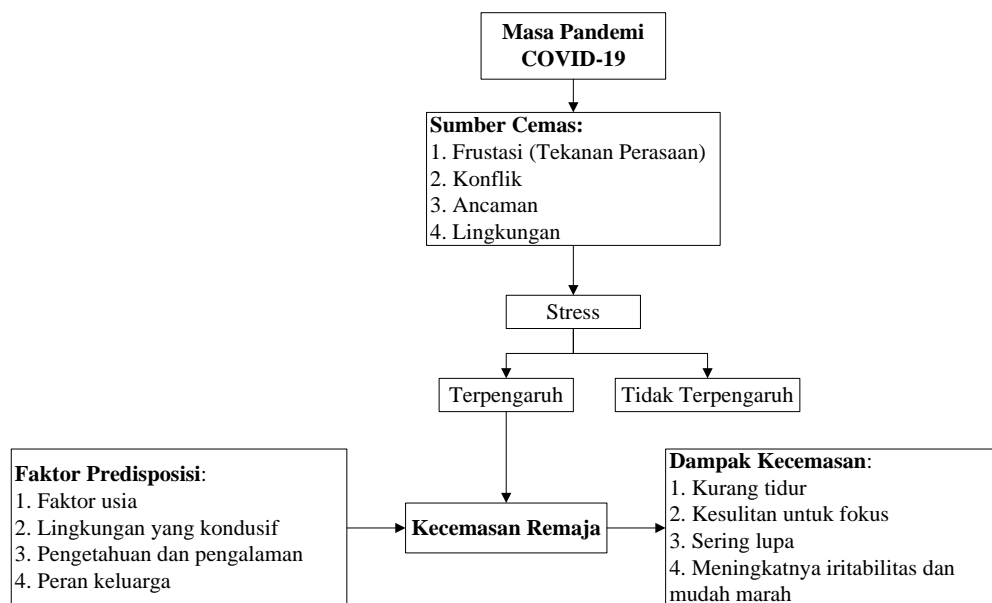 Masa Pandemi
COVID-19
Sumber Cemas:
1. Frustasi (Tekanan Perasaan)
2. Konflik
3. Ancaman
4. Lingkungan
Stress
Terpengaruh
Tidak Terpengaruh
Faktor Predisposisi:
1. Faktor usia
2. Lingkungan yang kondusif
3. Pengetahuan dan pengalaman
4. Peran keluarga
Kecemasan Remaja
Dampak Kecemasan:
1. Kurang tidur
2. Kesulitan untuk fokus
3. Sering lupa
4. Meningkatnya iritabilitas dan
mudah marah